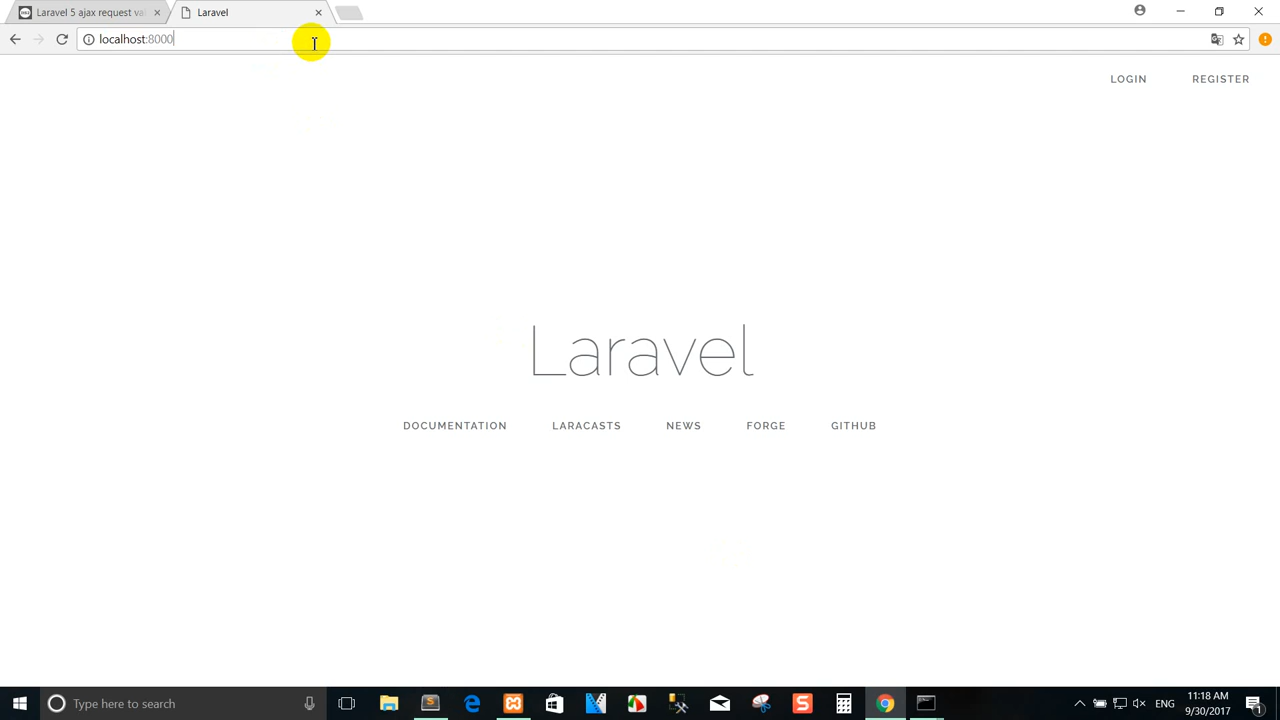 Laravel 5 ajax request val
Laravel
localhost:8000
LOGIN
REGISTER
Laravel
DOCUMENTATION
LARACASTS
NEWS
FORGE
GITHUB
Type here to search
ENG
11:18 AM
9/30/2017